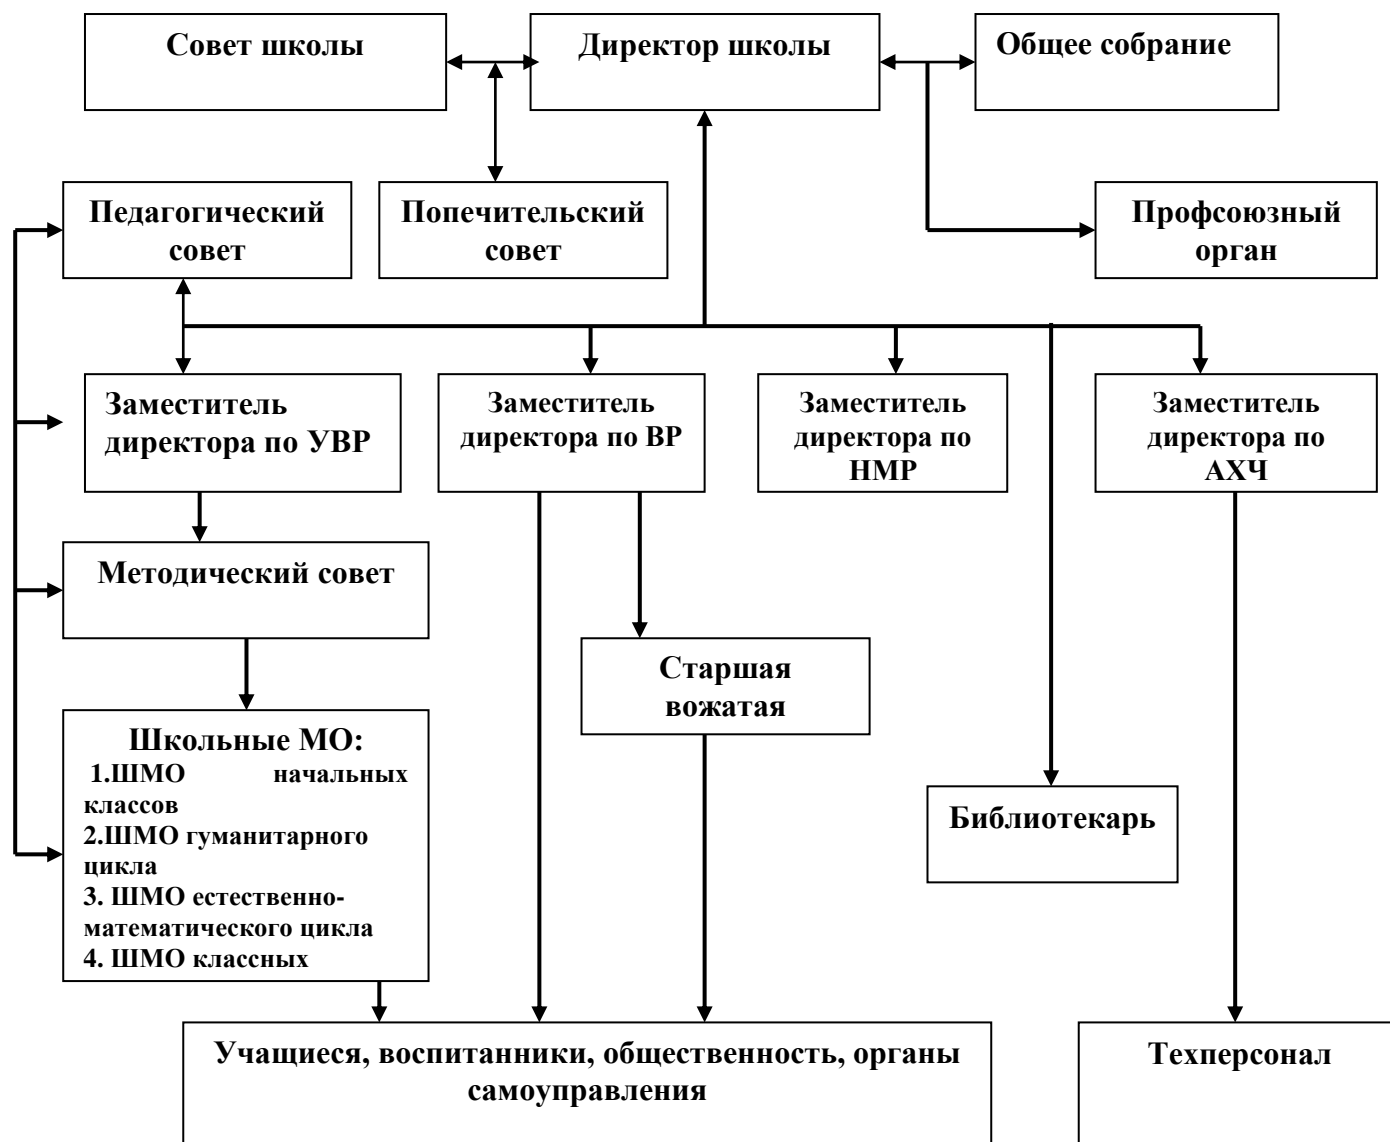 Совет школы
Директор школы
Общее собрание
Педагогический
совет
Попечительский
совет
Профсоюзный
орган
Заместитель
директора по УВР
Заместитель
директора по ВР
Заместитель
директора по
НМР
Заместитель
директора по
АХЧ
Методический совет
Старшая
вожатая
Школьные МО:
1.ШМО начальных
классов
2.ШМО гуманитарного
цикла
3. ШМО естественно-
математического цикла
4. ШМО классных
Библиотекарь
Учащиеся, воспитанники, общественность, органы
самоуправления
Техперсонал